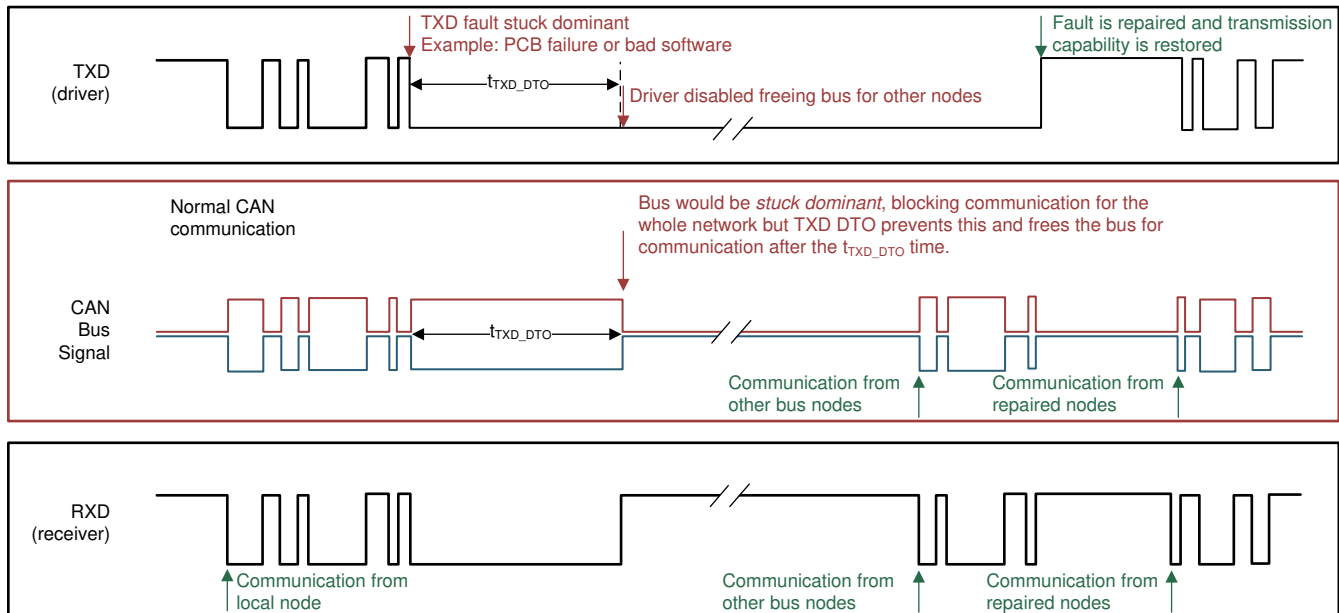 TXD fault stuck dominant
Example: PCB failure or bad software
Fault is repaired and transmission
capability is restored
TXD
(driver)
tTXD_DTO
Driver disabled freeing bus for other nodes
Normal CAN
communication
Bus would be stuck dominant, blocking communication for the
whole network but TXD DTO prevents this and frees the bus for
communication after the tTXD_DTO time.
CAN
Bus
Signal
tTXD_DTO
Communication from
other bus nodes
Communication from
repaired nodes
RXD
(receiver)
Communication from
local node
Communication from
other bus nodes
Communication from
repaired nodes